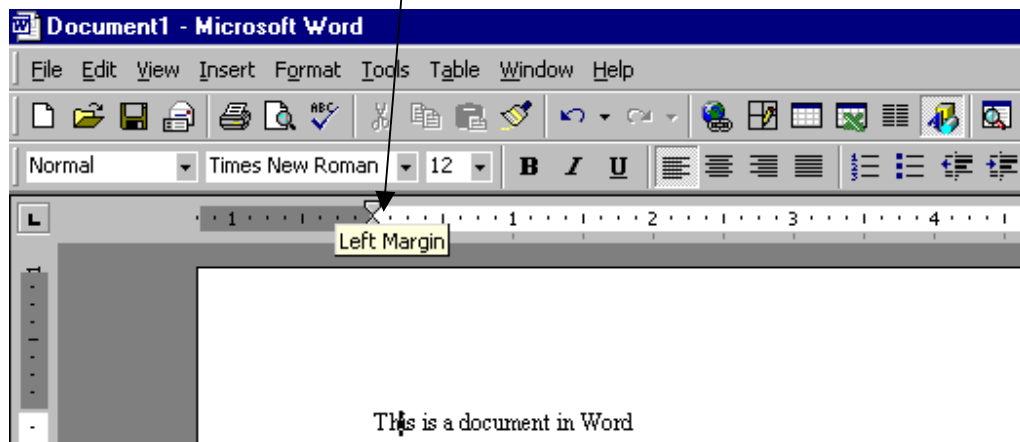 Document1 - Microsoft Word
File Edit View Insert Format Tools Table Window Help
ABC
Normal Times New Roman 12 B I U
L 1 1 2 3 4
Left Margin
1
This is a document in Word